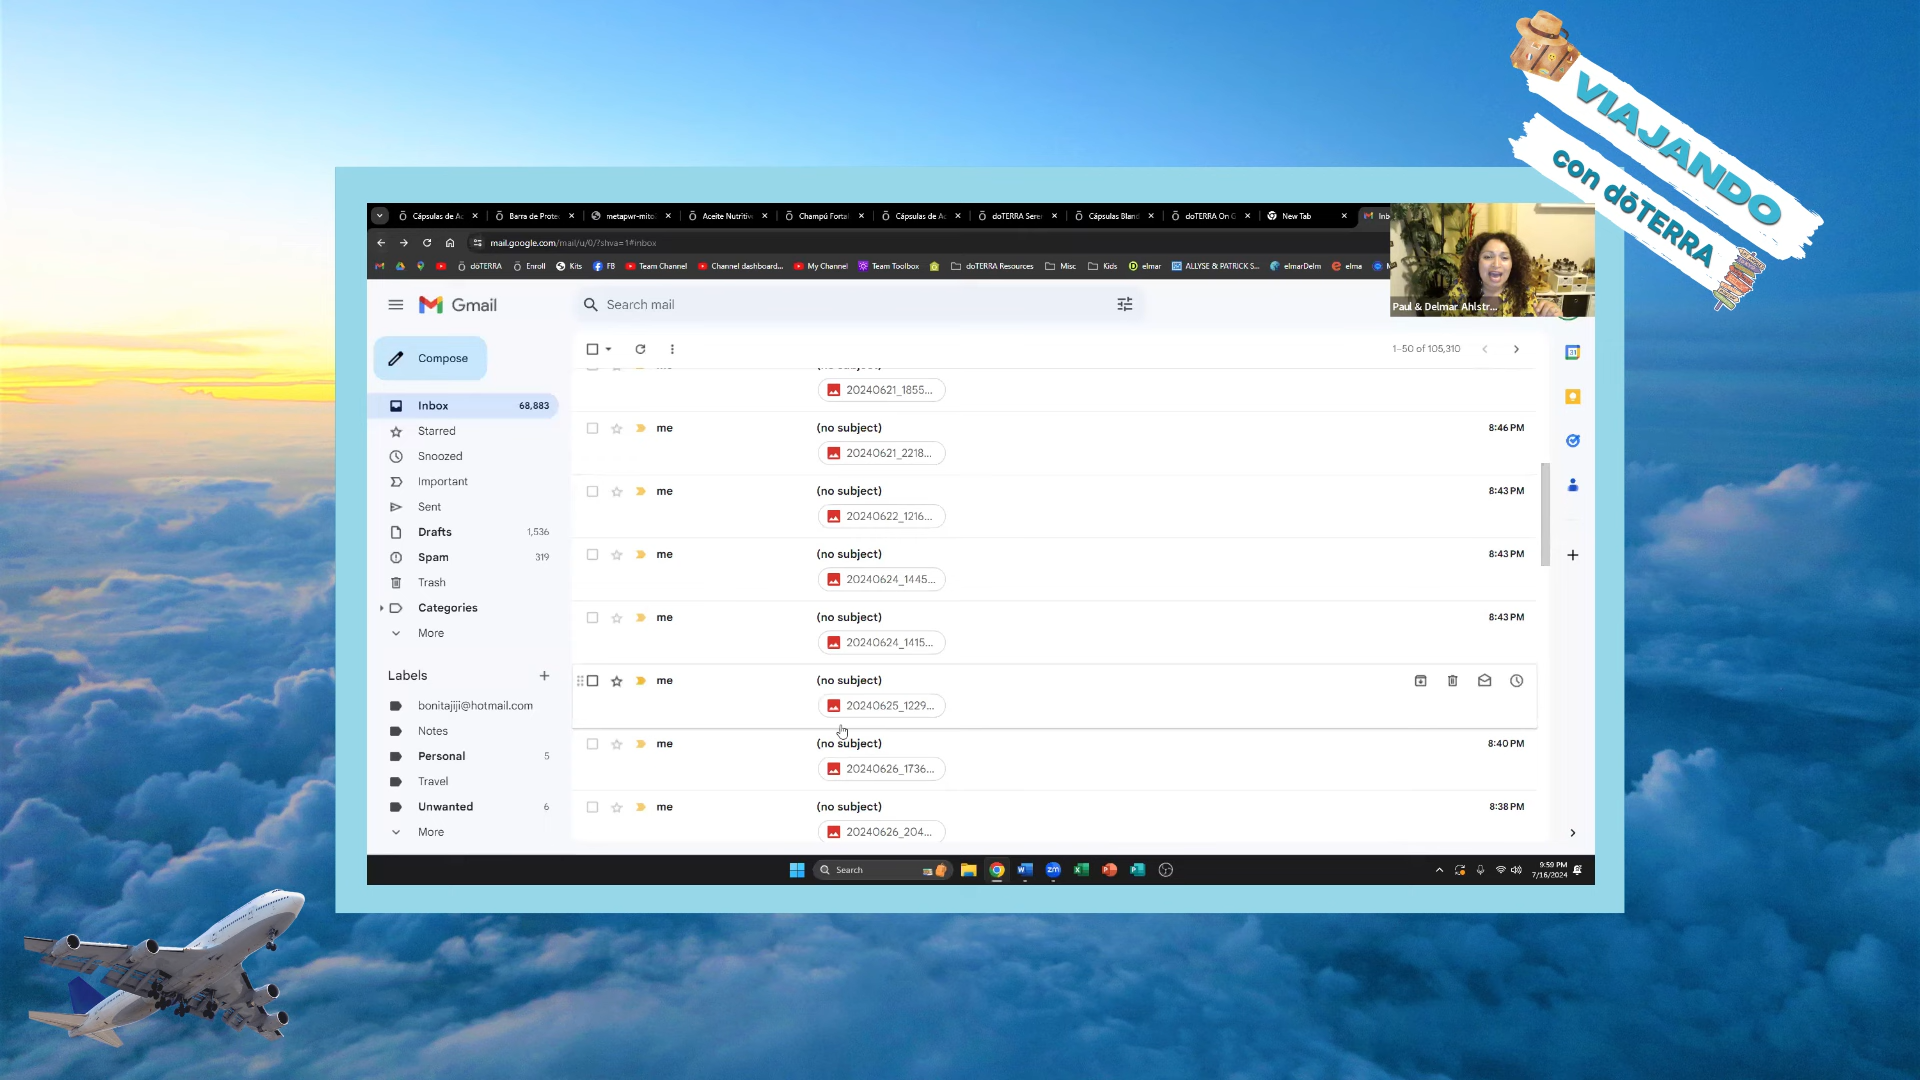 VIAJANDO
con dōTERRA
Cápsulas de Ac
Barra de Prote
metapwr-mito
Aceite Nutritiv
Champú Fortal
Cápsulas de Ac
doTERRA Seren
Cápsulas Bland
doTERRA On G
New Tab
Inb
mail.google.com/mail/u/0/?shva=1#inbox
dōTERRA
Enroll
Kits
FB
Team Channel
Channel dashboard...
My Channel
Team Toolbox
doTERRA Resources
Misc
Kids
elmar
ALLYSE & PATRICK S...
elmarDelm
elma
Paul & Delmar Ahlstr...
Gmail
Search mail
Compose
1–50 of 105,310
Inbox 68,883
Starred
Snoozed
Important
Sent
Drafts 1,536
Spam 319
Trash
Categories
More
Labels
bonitajiji@hotmail.com
Notes
Personal 5
Travel
Unwanted 6
More
20240621_1855...
me (no subject) 8:46 PM
20240621_2218...
me (no subject) 8:43 PM
20240622_1216...
me (no subject) 8:43 PM
20240624_1445...
me (no subject) 8:43 PM
20240624_1415...
me (no subject)
20240625_1229...
me (no subject) 8:40 PM
20240626_1736...
me (no subject) 8:38 PM
20240626_204...
Search
9:59 PM
7/16/2024